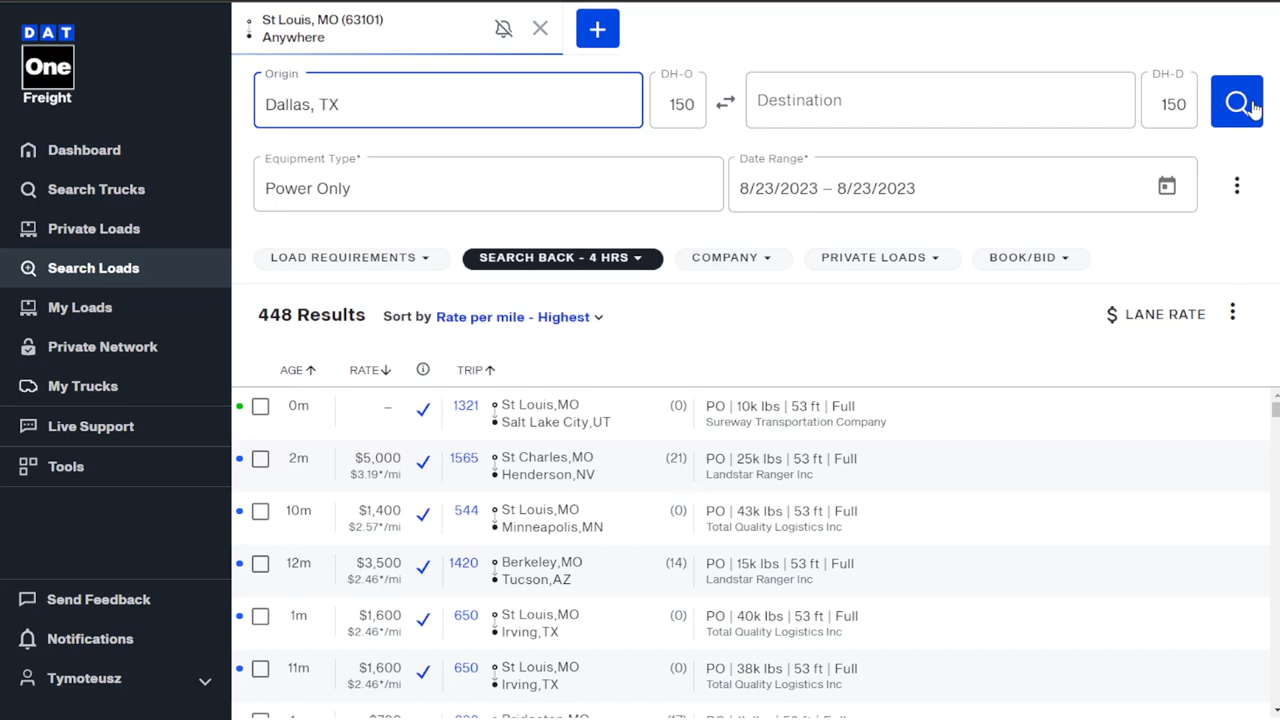 DAT
One
Freight
Dashboard
Search Trucks
Private Loads
Search Loads
My Loads
Private Network
My Trucks
Live Support
Tools
Send Feedback
Notifications
Tymoteusz
St Louis, MO (63101)
Anywhere
Origin
Dallas, TX
DH-O
150
Destination
DH-D
150
Equipment Type*
Power Only
Date Range*
8/23/2023 – 8/23/2023
LOAD REQUIREMENTS
SEARCH BACK - 4 HRS
COMPANY
PRIVATE LOADS
BOOK/BID
448 Results
Sort by Rate per mile - Highest
$ LANE RATE
AGE↑ RATE↓ TRIP↑
0m – 1321 St Louis,MO (0) PO | 10k lbs | 53 ft | Full
Salt Lake City,UT Sureway Transportation Company
2m $5,000 1565 St Charles,MO (21) PO | 25k lbs | 53 ft | Full
$3.19*/mi Henderson,NV Landstar Ranger Inc
10m $1,400 544 St Louis,MO (0) PO | 43k lbs | 53 ft | Full
$2.57*/mi Minneapolis,MN Total Quality Logistics Inc
12m $3,500 1420 Berkeley,MO (14) PO | 15k lbs | 53 ft | Full
$2.46*/mi Tucson,AZ Landstar Ranger Inc
1m $1,600 650 St Louis,MO (0) PO | 40k lbs | 53 ft | Full
$2.46*/mi Irving,TX Total Quality Logistics Inc
11m $1,600 650 St Louis,MO (0) PO | 38k lbs | 53 ft | Full
$2.46*/mi Irving,TX Total Quality Logistics Inc